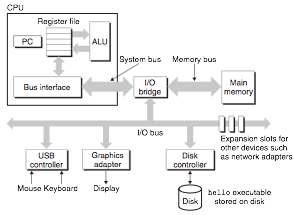 CPU
Register file
PC
ALU
System bus
Memory bus
Bus interface
I/O
bridge
Main
memory
I/O bus
Expansion slots for
other devices such
as network adapters
USB
controller
Graphics
adapter
Disk
controller
Mouse Keyboard
Display
Disk
hello executable
stored on disk